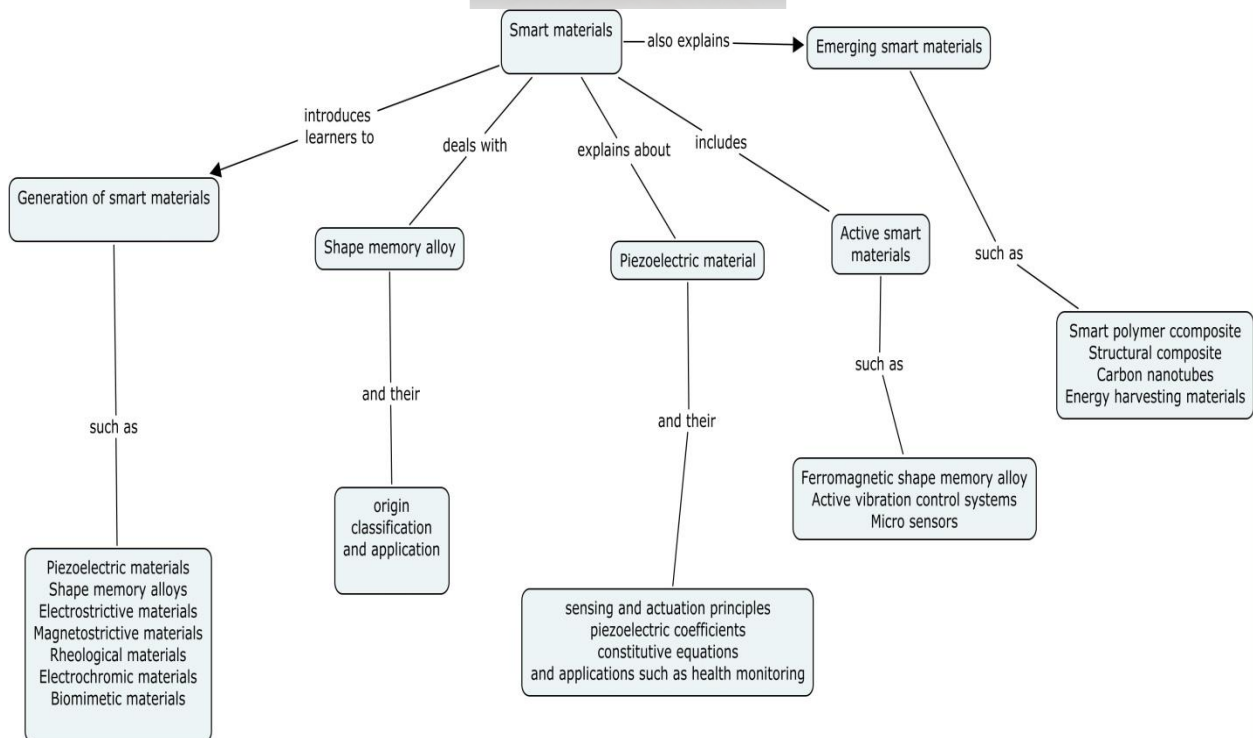 Smart materials
also explains
Emerging smart materials
introduces
learners to
deals with
explains about
includes
Generation of smart materials
Shape memory alloy
Piezoelectric material
Active smart
materials
such as
Smart polymer ccomposite
Structural composite
Carbon nanotubes
Energy harvesting materials
such as
and their
and their
such as
Ferromagnetic shape memory alloy
Active vibration control systems
Micro sensors
origin
classification
and application
Piezoelectric materials
Shape memory alloys
Electrostrictive materials
Magnetostrictive materials
Rheological materials
Electrochromic materials
Biomimetic materials
sensing and actuation principles
piezoelectric coefficients
constitutive equations
and applications such as health monitoring